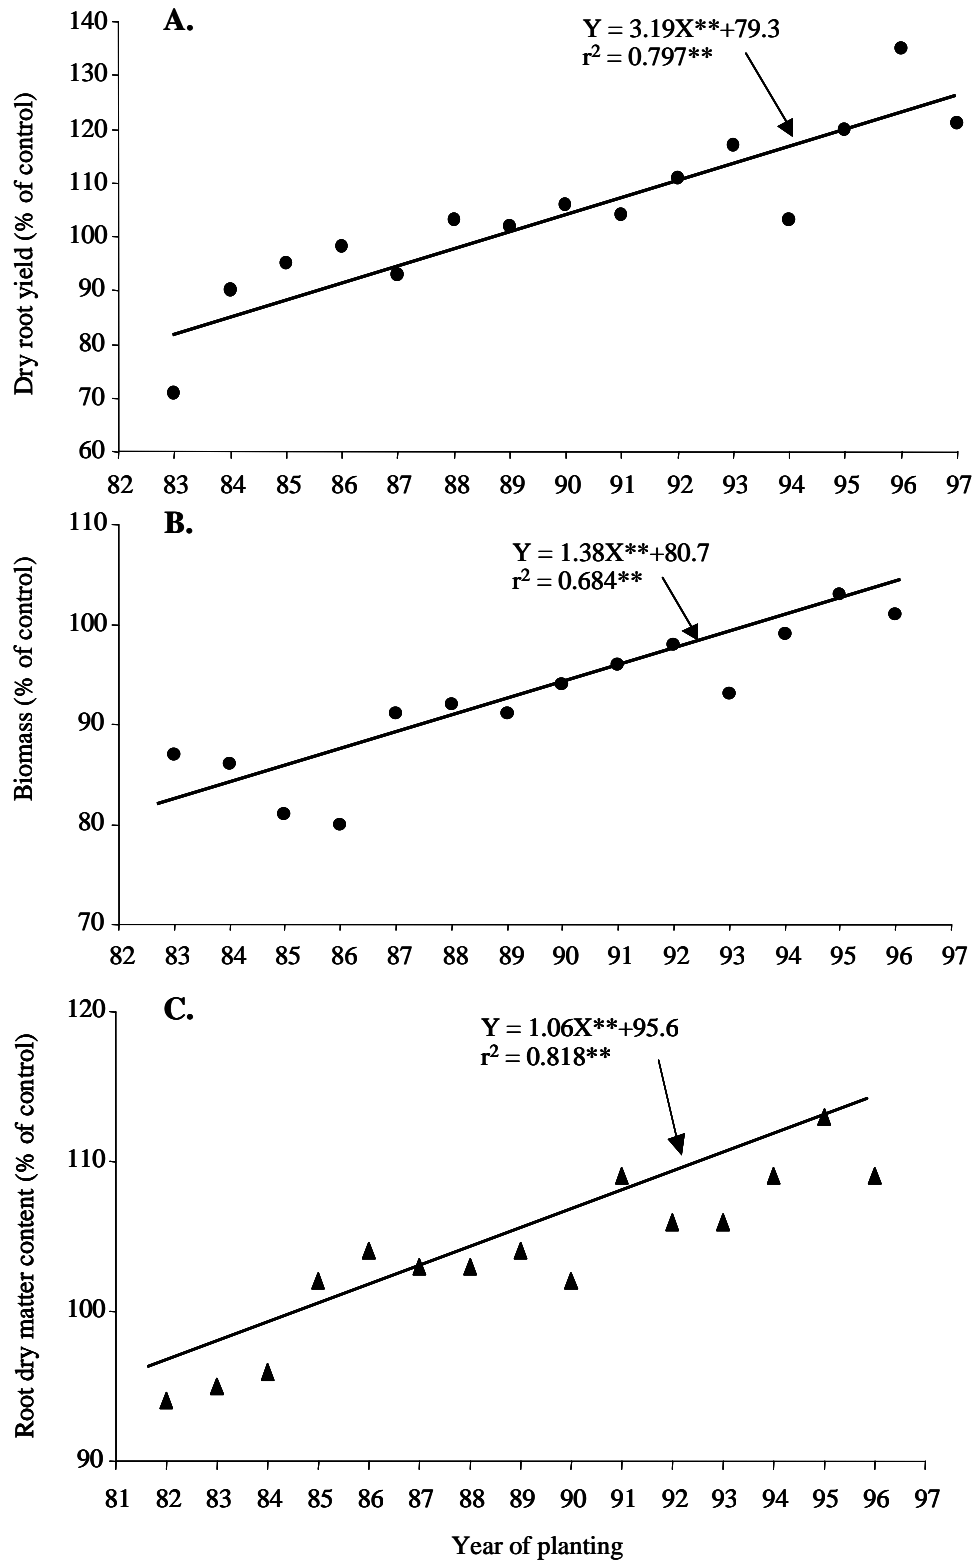 A.
Y = 3.19X**+79.3
r² = 0.797**
Dry root yield (% of control)
140
130
120
110
100
90
80
70
60
82 83 84 85 86 87 88 89 90 91 92 93 94 95 96 97
B.
Y = 1.38X**+80.7
r² = 0.684**
Biomass (% of control)
110
100
90
80
70
82 83 84 85 86 87 88 89 90 91 92 93 94 95 96 97
C.
Y = 1.06X**+95.6
r² = 0.818**
Root dry matter content (% of control)
120
110
100
90
81 82 83 84 85 86 87 88 89 90 91 92 93 94 95 96 97
Year of planting